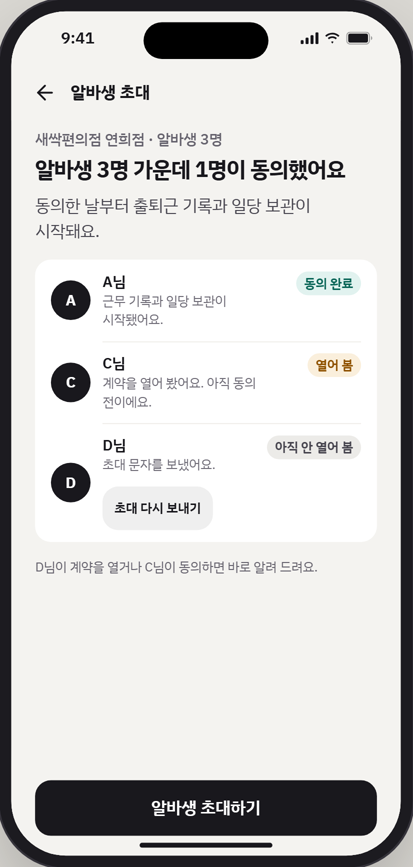 9:41
알바생 초대
새싹편의점 연희점 · 알바생 3명
알바생 3명 가운데 1명이 동의했어요
동의한 날부터 출퇴근 기록과 일당 보관이
시작돼요.
A
A님
동의 완료
근무 기록과 일당 보관이
시작됐어요.
C
C님
열어 봄
계약을 열어 봤어요. 아직 동의
전이에요.
D
D님
아직 안 열어 봄
초대 문자를 보냈어요.
초대 다시 보내기
D님이 계약을 열거나 C님이 동의하면 바로 알려 드려요.
알바생 초대하기